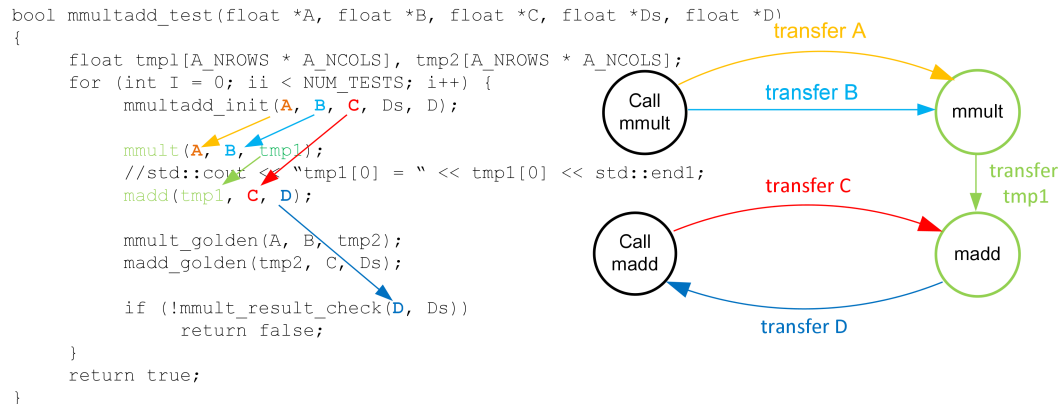 bool mmultadd_test(float *A, float *B, float *C, float *Ds, float *D)
{
float tmp1[A_NROWS * A_NCOLS], tmp2[A_NROWS * A_NCOLS];
for (int I = 0; ii < NUM_TESTS; i++) {
mmultadd_init(A, B, C, Ds, D);
mmult(A, B, tmp1);
//std::cout << “tmp1[0] = “ << tmp1[0] << std::end1;
madd(tmp1, C, D);
mmult_golden(A, B, tmp2);
madd_golden(tmp2, C, Ds);
if (!mmult_result_check(D, Ds))
return false;
}
return true;
}
transfer A
Call
mmult
transfer B
mmult
transfer
tmp1
transfer C
Call
madd
madd
transfer D